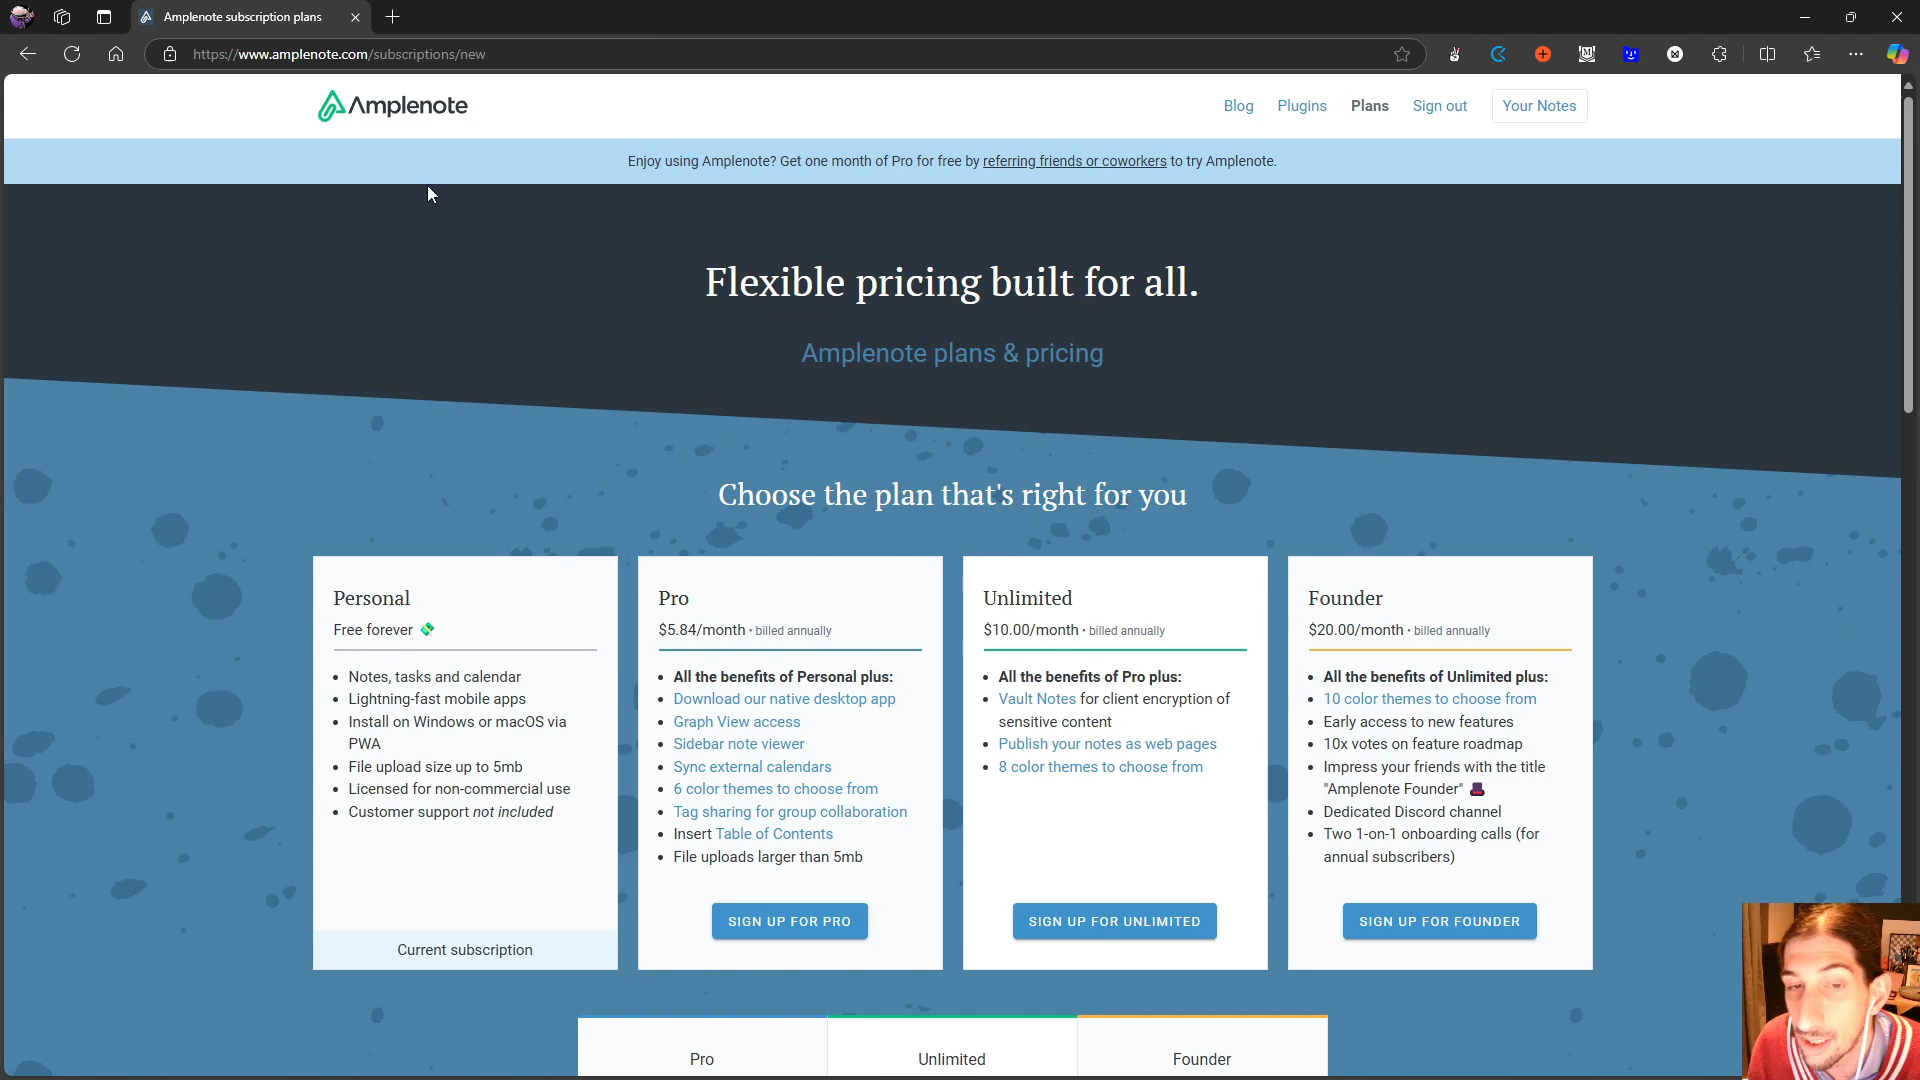 Amplenote subscription plans
https://www.amplenote.com/subscriptions/new
Amplenote
Blog
Plugins
Plans
Sign out
Your Notes
Enjoy using Amplenote? Get one month of Pro for free by referring friends or coworkers to try Amplenote.
Flexible pricing built for all.
Amplenote plans & pricing
Choose the plan that's right for you
Personal
Free forever 💸
Notes, tasks and calendar
Lightning-fast mobile apps
Install on Windows or macOS via
PWA
File upload size up to 5mb
Licensed for non-commercial use
Customer support not included
Current subscription
Pro
$5.84/month • billed annually
All the benefits of Personal plus:
Download our native desktop app
Graph View access
Sidebar note viewer
Sync external calendars
6 color themes to choose from
Tag sharing for group collaboration
Insert Table of Contents
File uploads larger than 5mb
SIGN UP FOR PRO
Unlimited
$10.00/month • billed annually
All the benefits of Pro plus:
Vault Notes for client encryption of
sensitive content
Publish your notes as web pages
8 color themes to choose from
SIGN UP FOR UNLIMITED
Founder
$20.00/month • billed annually
All the benefits of Unlimited plus:
10 color themes to choose from
Early access to new features
10x votes on feature roadmap
Impress your friends with the title
"Amplenote Founder" 🎩
Dedicated Discord channel
Two 1-on-1 onboarding calls (for
annual subscribers)
SIGN UP FOR FOUNDER
Pro
Unlimited
Founder